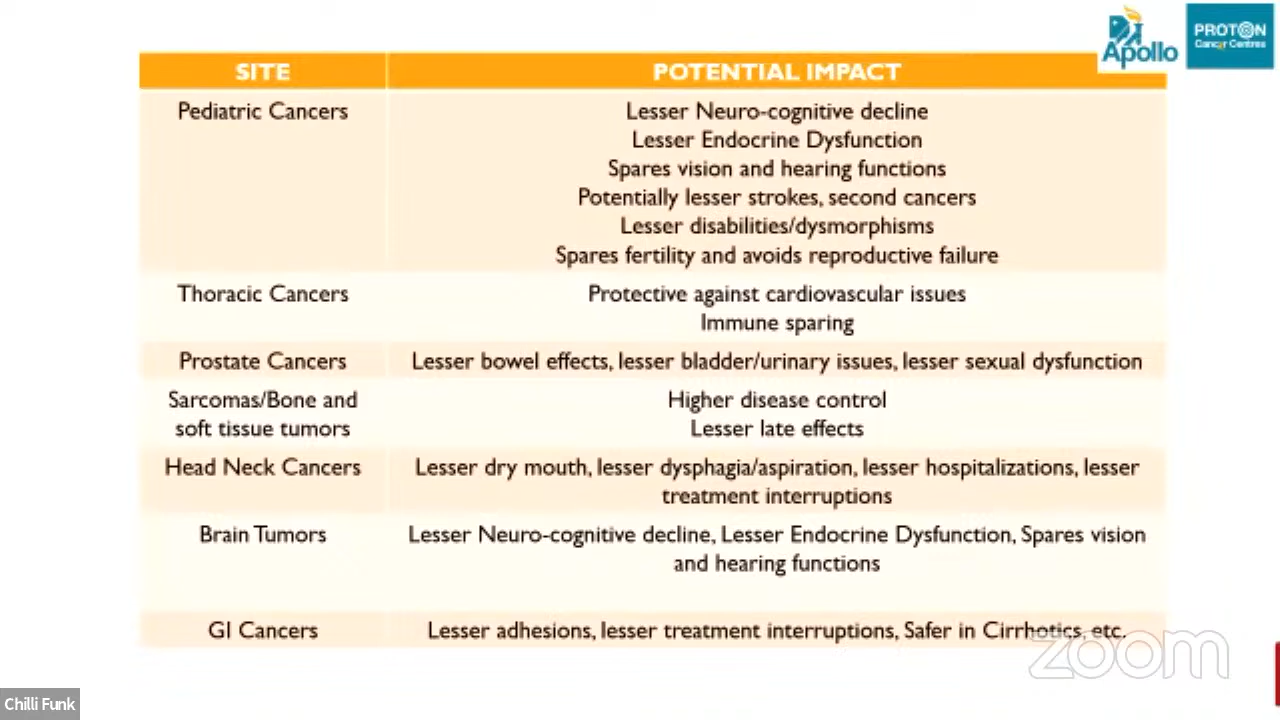 Apollo
PROTON
Cancer Centres
SITE POTENTIAL IMPACT
Pediatric Cancers Lesser Neuro-cognitive decline
Lesser Endocrine Dysfunction
Spares vision and hearing functions
Potentially lesser strokes, second cancers
Lesser disabilities/dysmorphisms
Spares fertility and avoids reproductive failure
Thoracic Cancers Protective against cardiovascular issues
Immune sparing
Prostate Cancers Lesser bowel effects, lesser bladder/urinary issues, lesser sexual dysfunction
Sarcomas/Bone and Higher disease control
soft tissue tumors Lesser late effects
Head Neck Cancers Lesser dry mouth, lesser dysphagia/aspiration, lesser hospitalizations, lesser
treatment interruptions
Brain Tumors Lesser Neuro-cognitive decline, Lesser Endocrine Dysfunction, Spares vision
and hearing functions
GI Cancers Lesser adhesions, lesser treatment interruptions, Safer in Cirrhotics, etc.
zoom
Chilli Funk